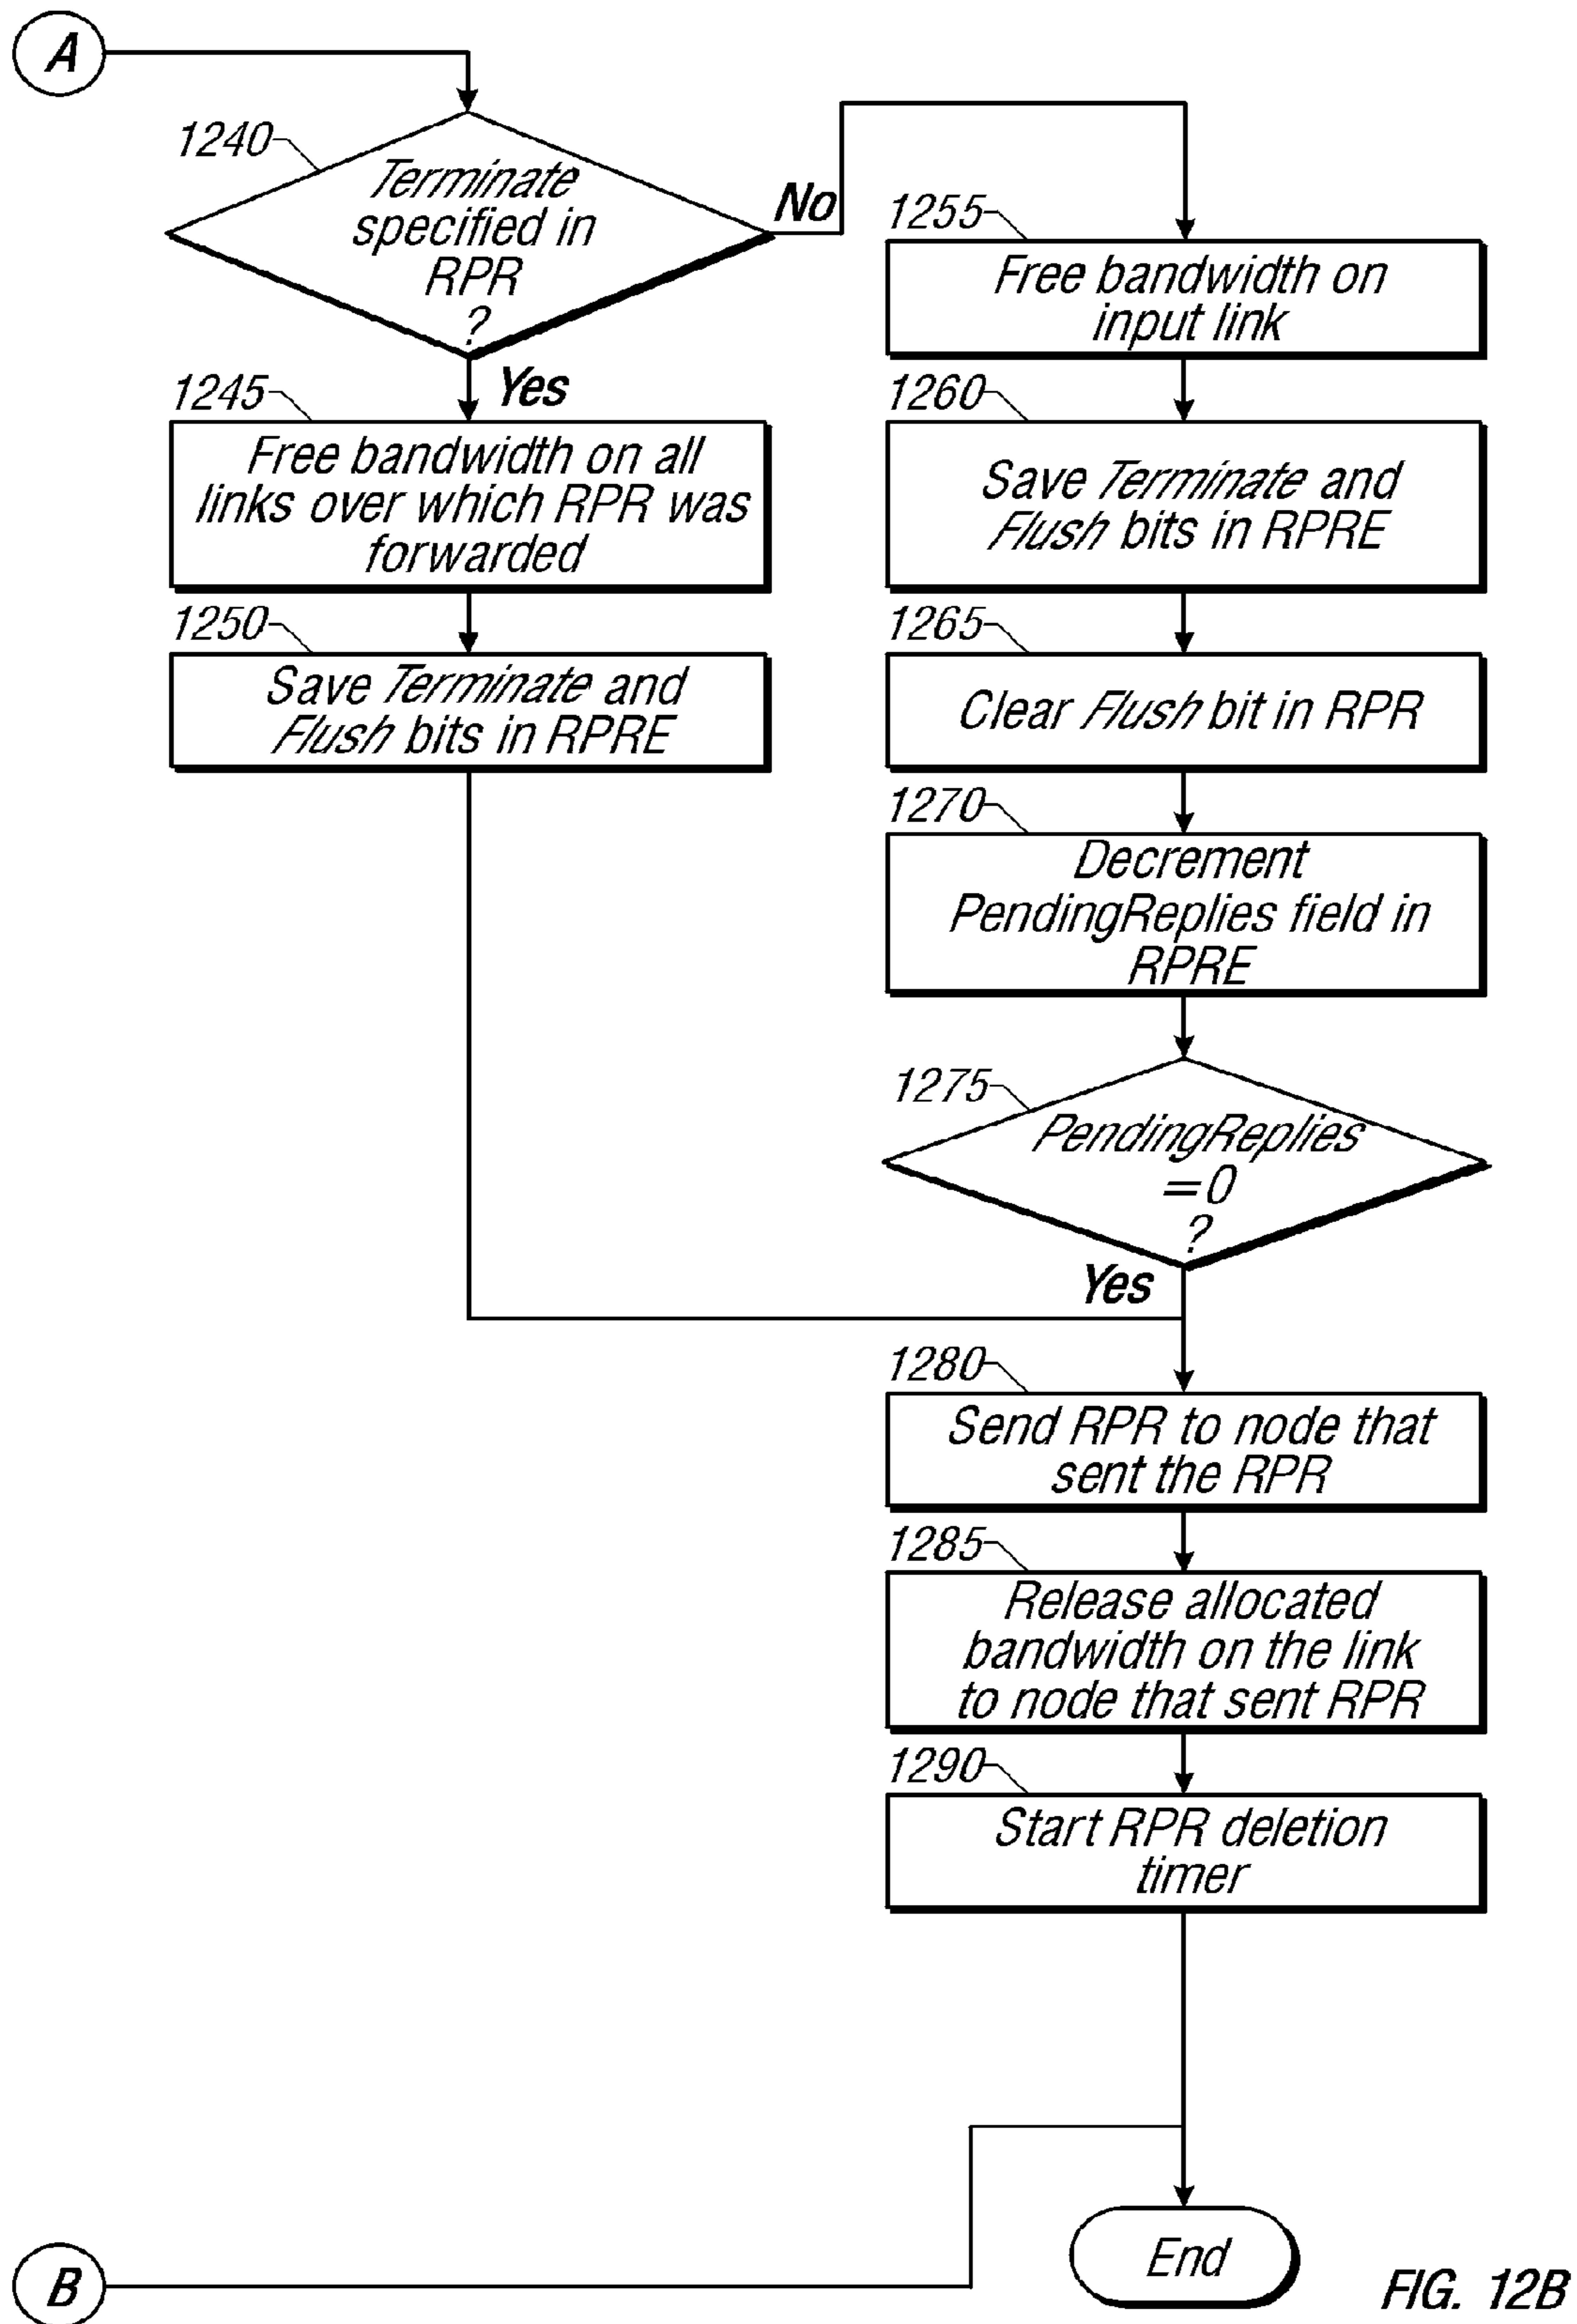 A
1240
Terminate
specified in
RPR
?
No
Yes
1245
Free bandwidth on all
links over which RPR was
forwarded
1250
Save Terminate and
Flush bits in RPRE
1255
Free bandwidth on
input link
1260
Save Terminate and
Flush bits in RPRE
1265
Clear Flush bit in RPR
1270
Decrement
PendingReplies field in
RPRE
1275
PendingReplies
=0
?
Yes
1280
Send RPR to node that
sent the RPR
1285
Release allocated
bandwidth on the link
to node that sent RPR
1290
Start RPR deletion
timer
End
B
FIG. 12B